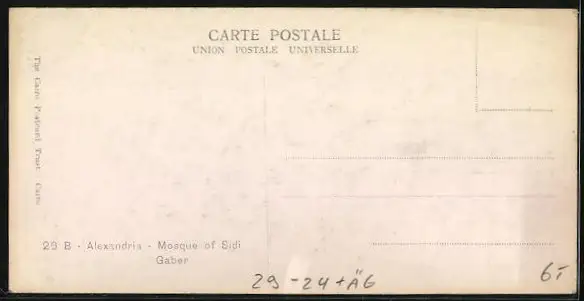 CARTE POSTALE
UNION POSTALE UNIVERSELLE
The Cairo Postcard Trust Cairo
29 B - Alexandria - Mosque of Sidi
Gaber
29-24+ÄG
6,-